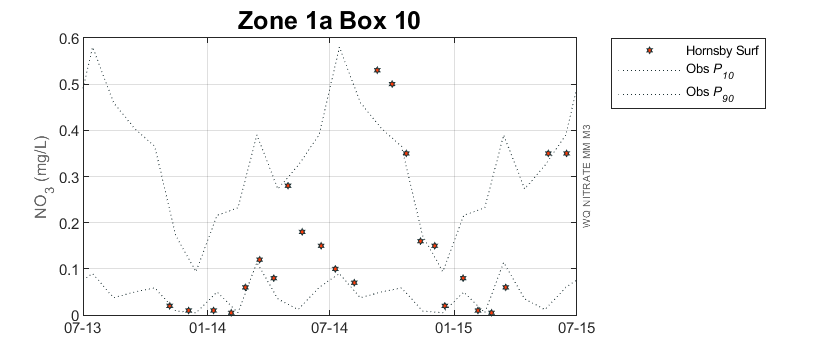 Zone 1a Box 10
0.6
0.5
0.4
0.3
0.2
0.1
0
NO3 (mg/L)
07-13
01-14
07-14
01-15
07-15
WQ NITRATE MM M3
Hornsby Surf
Obs P10
Obs P90